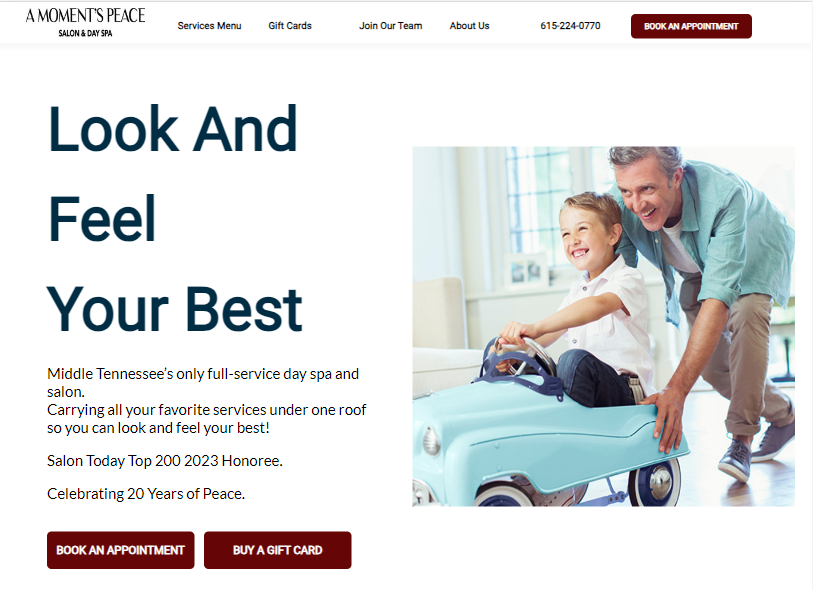 A MOMENT'S PEACE
SALON & DAY SPA
Services Menu
Gift Cards
Join Our Team
About Us
615-224-0770
BOOK AN APPOINTMENT
Look And
Feel
Your Best
Middle Tennessee’s only full-service day spa and
salon.
Carrying all your favorite services under one roof
so you can look and feel your best!
Salon Today Top 200 2023 Honoree.
Celebrating 20 Years of Peace.
BOOK AN APPOINTMENT
BUY A GIFT CARD